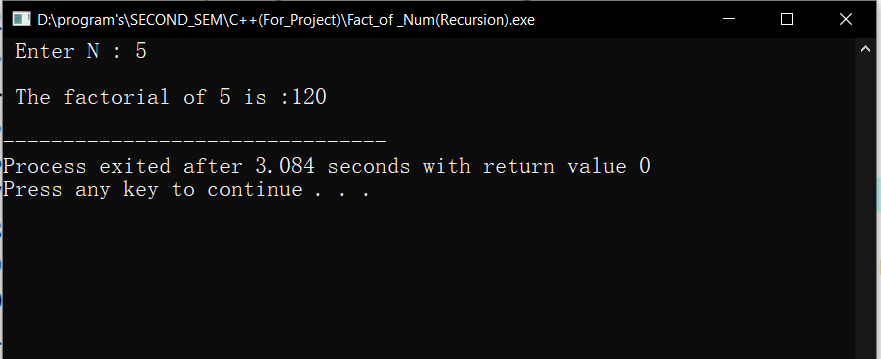 D:\program's\SECOND_SEM\C++(For_Project)\Fact_of _Num(Recursion).exe
Enter N : 5
The factorial of 5 is :120
--------------------------------
Process exited after 3.084 seconds with return value 0
Press any key to continue . . .